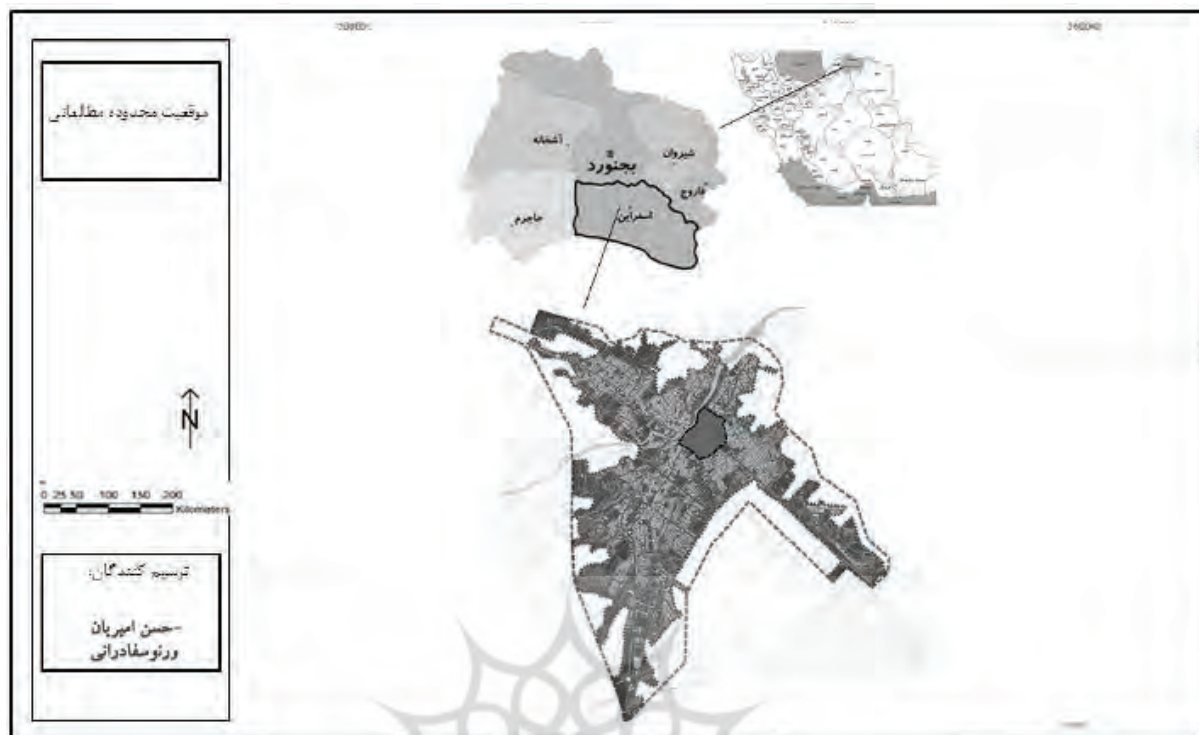 موقعیت محدوده مطالعاتی
آشخانه
شیروان
بجنورد
فاروج
اسفراین
جاجرم
N
0 25 50 100 150 200
Kilometers
ترسیم کنندگان:
-حسن امیریان
ورنوسفادرانی